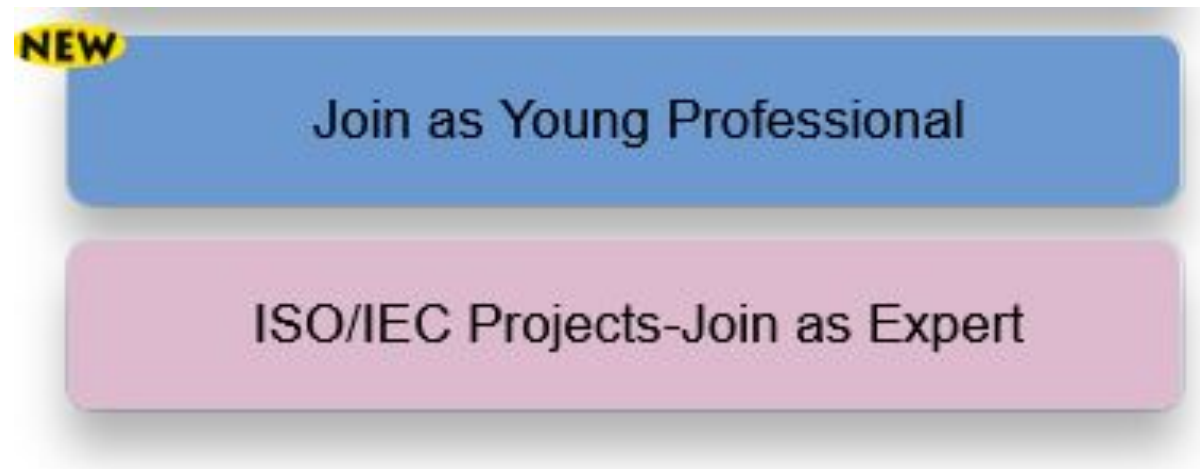 NEW
Join as Young Professional
ISO/IEC Projects-Join as Expert